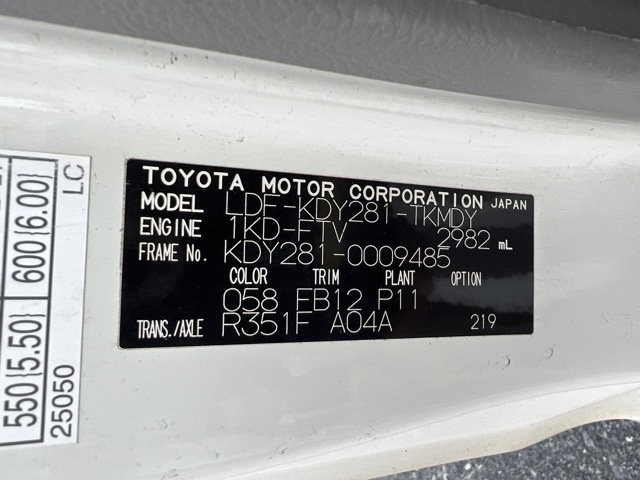 TOYOTA MOTOR CORPORATION JAPAN
MODEL LDF-KDY281-TKMDY
ENGINE 1KD-FTV 2982 mL
FRAME No. KDY281-0009485
COLOR TRIM PLANT OPTION
058 FB12 P11
TRANS./AXLE R351F A04A 219
550(5.50) 600(6.00)
25050 LC